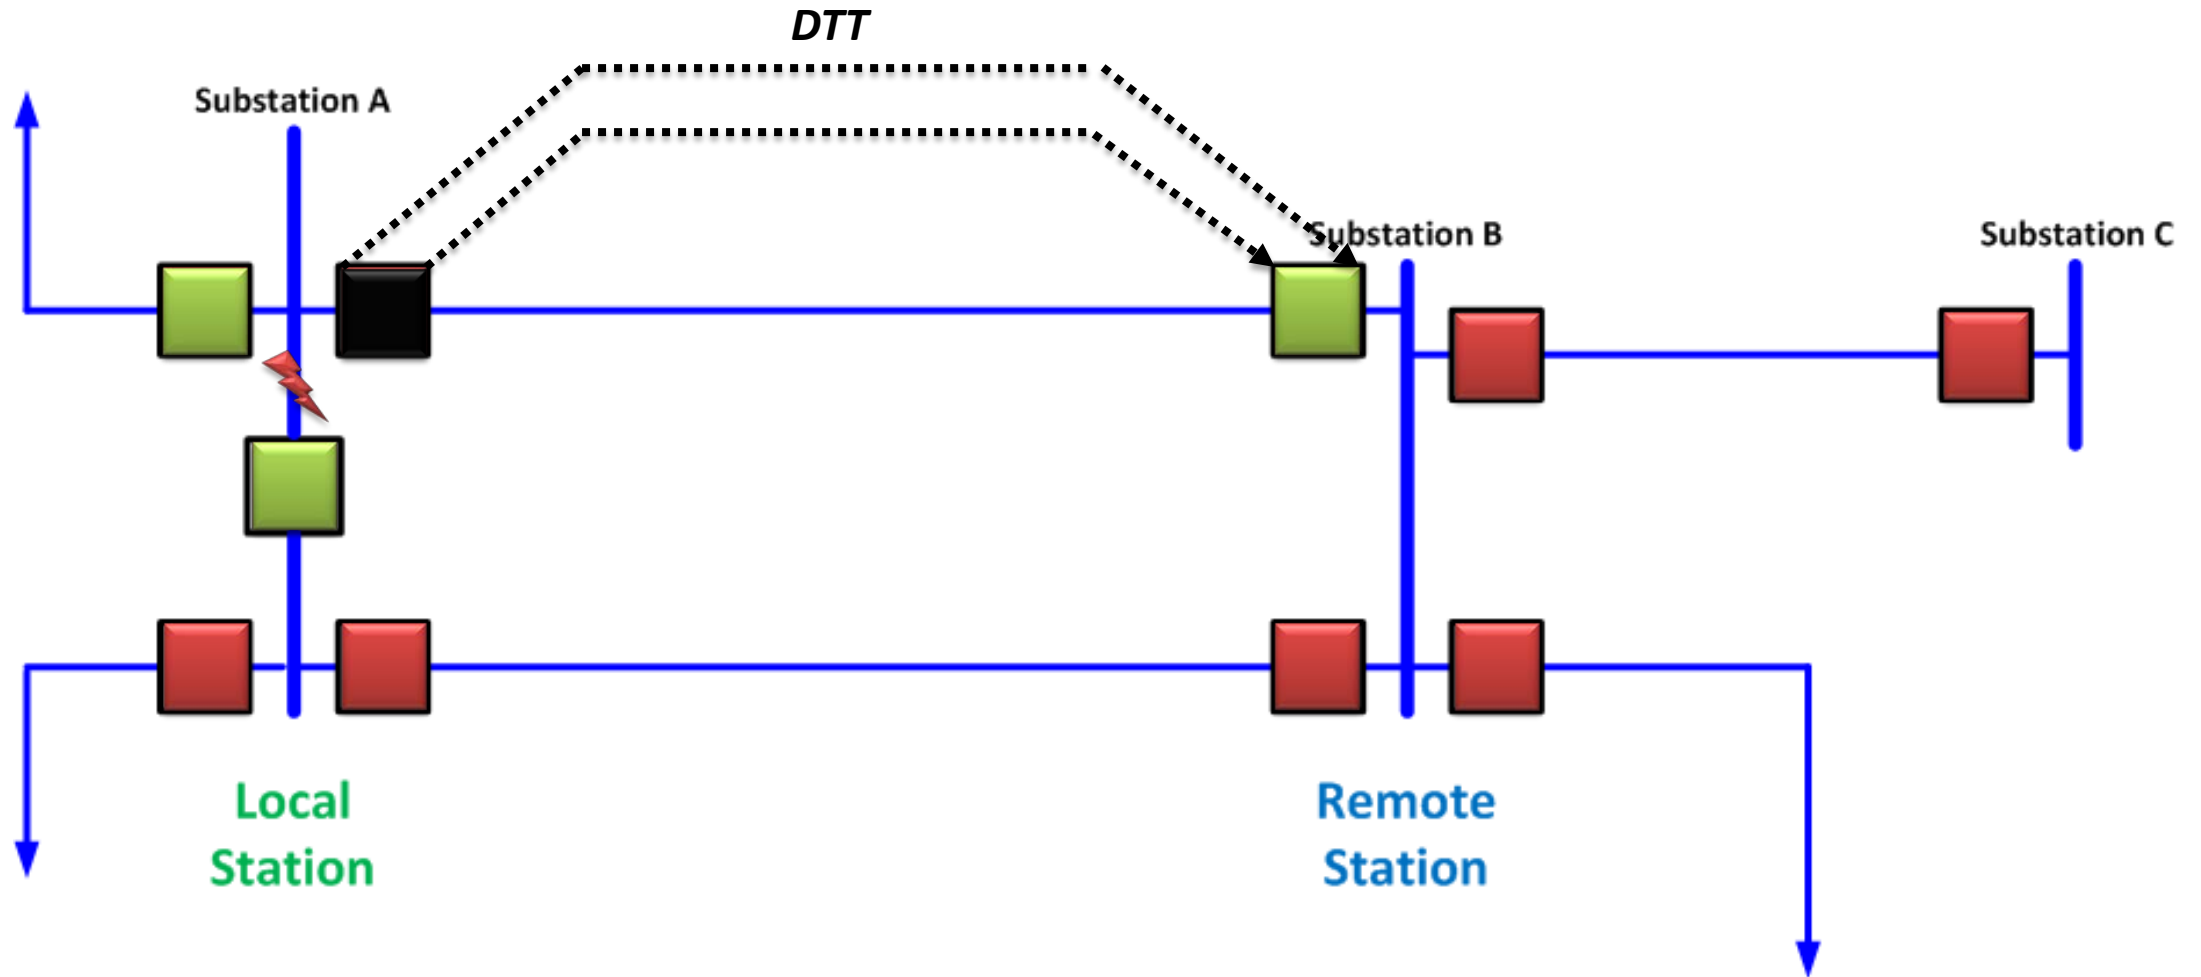 DTT
Substation A
Substation B
Substation C
Local
Station
Remote
Station